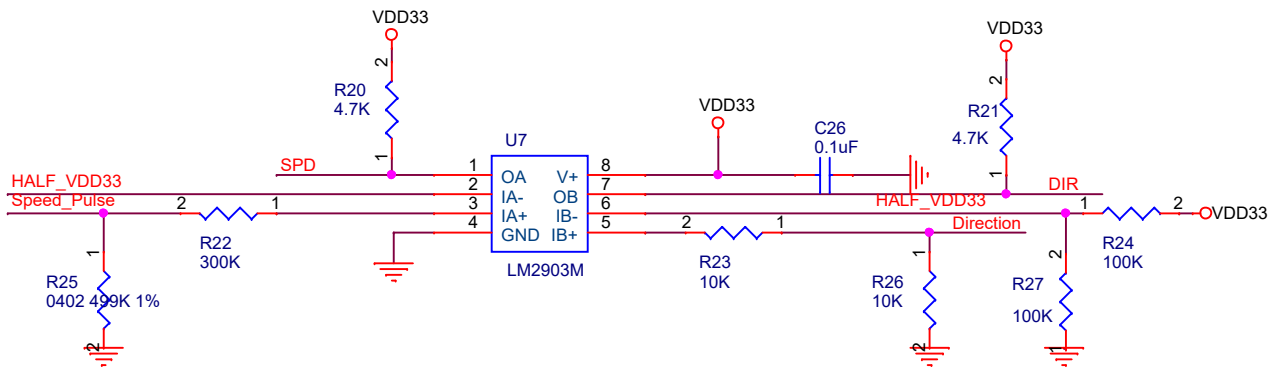 VDD33
VDD33
2
2
R20
4.7K
VDD33
R21
4.7K
C26
0.1uF
U7
1
1
SPD
1
OA
V+
8
HALF_VDD33
2
IA-
OB
7
DIR
Speed_Pulse
2
1
3
IA+
IB-
6
HALF_VDD33
1
2
VDD33
4
GND
IB+
5
2
1
Direction
R22
300K
R24
100K
1
R23
10K
1
2
LM2903M
R25
0402 499K 1%
R26
10K
R27
100K
2
2
1